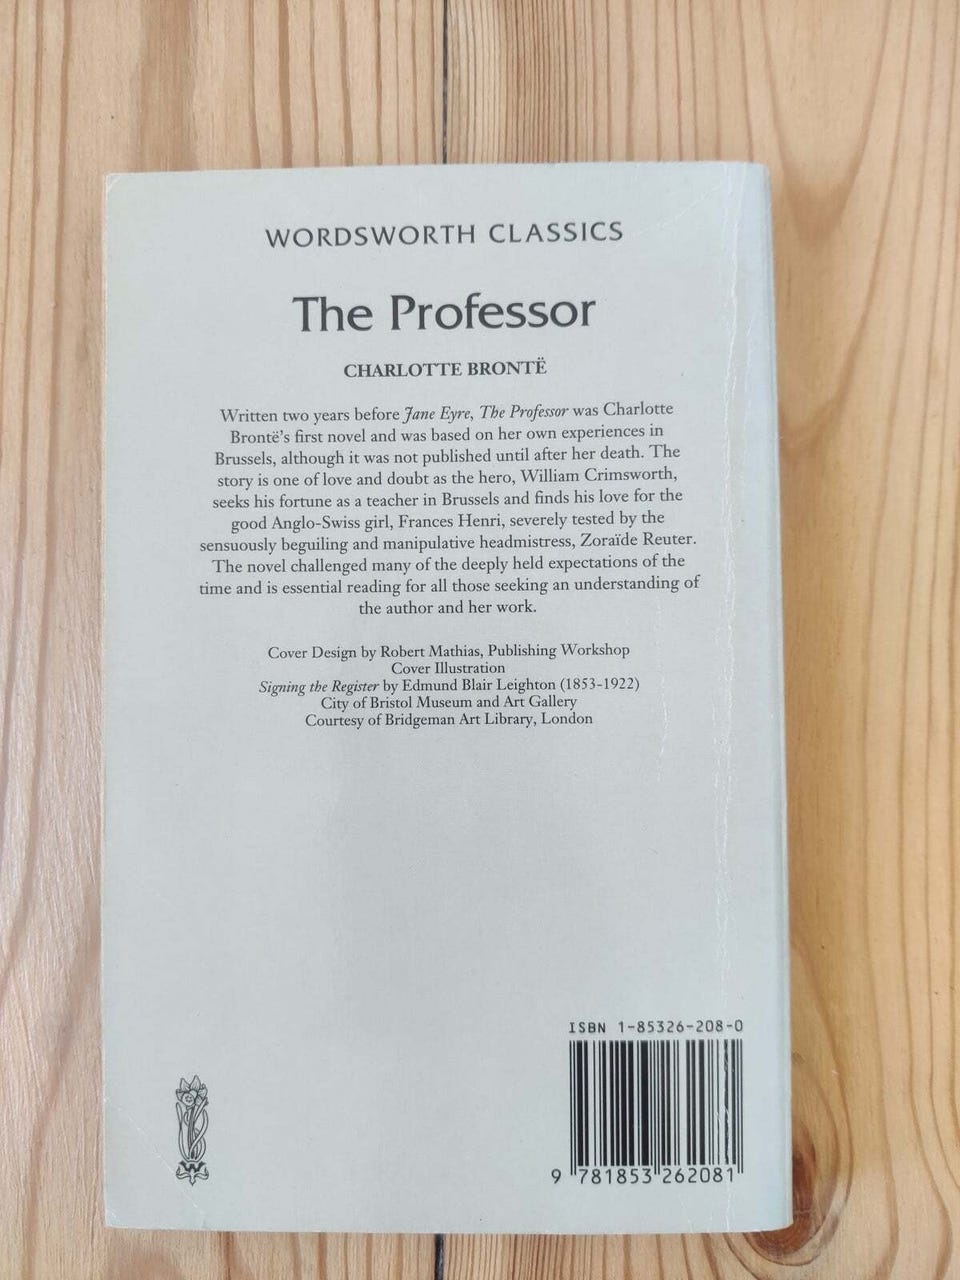 WORDSWORTH CLASSICS
The Professor
CHARLOTTE BRONTË
Written two years before Jane Eyre, The Professor was Charlotte
Brontë's first novel and was based on her own experiences in
Brussels, although it was not published until after her death. The
story is one of love and doubt as the hero, William Crimsworth,
seeks his fortune as a teacher in Brussels and finds his love for the
good Anglo-Swiss girl, Frances Henri, severely tested by the
sensuously beguiling and manipulative headmistress, Zoraïde Reuter.
The novel challenged many of the deeply held expectations of the
time and is essential reading for all those seeking an understanding of
the author and her work.
Cover Design by Robert Mathias, Publishing Workshop
Cover Illustration
Signing the Register by Edmund Blair Leighton (1853-1922)
City of Bristol Museum and Art Gallery
Courtesy of Bridgeman Art Library, London
ISBN 1-85326-208-0
9 781853 262081
W